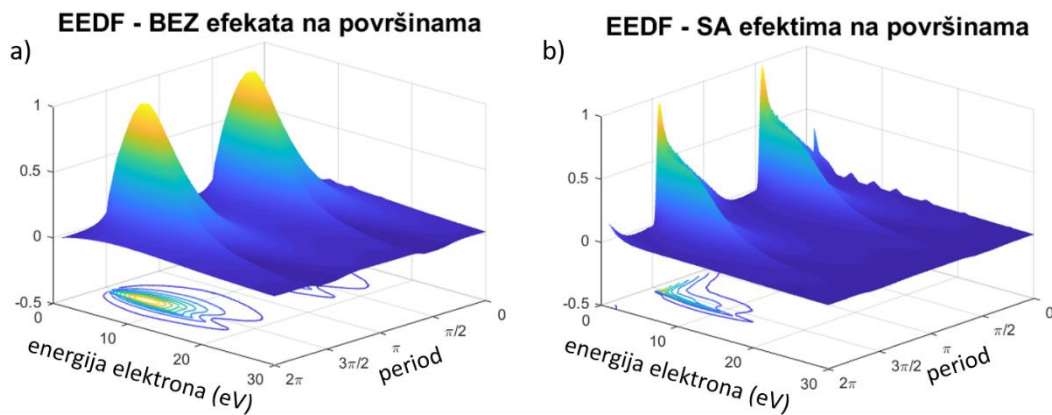 EEDF - BEZ efekata na površinama
a)
1
0.5
0
-0.5
0
10
20
30
energija elektrona (eV)
2π
3π/2
π
π/2
0
period
EEDF - SA efektima na površinama
b)
1
0.5
0
-0.5
0
10
20
30
energija elektrona (eV)
2π
3π/2
π
π/2
0
period